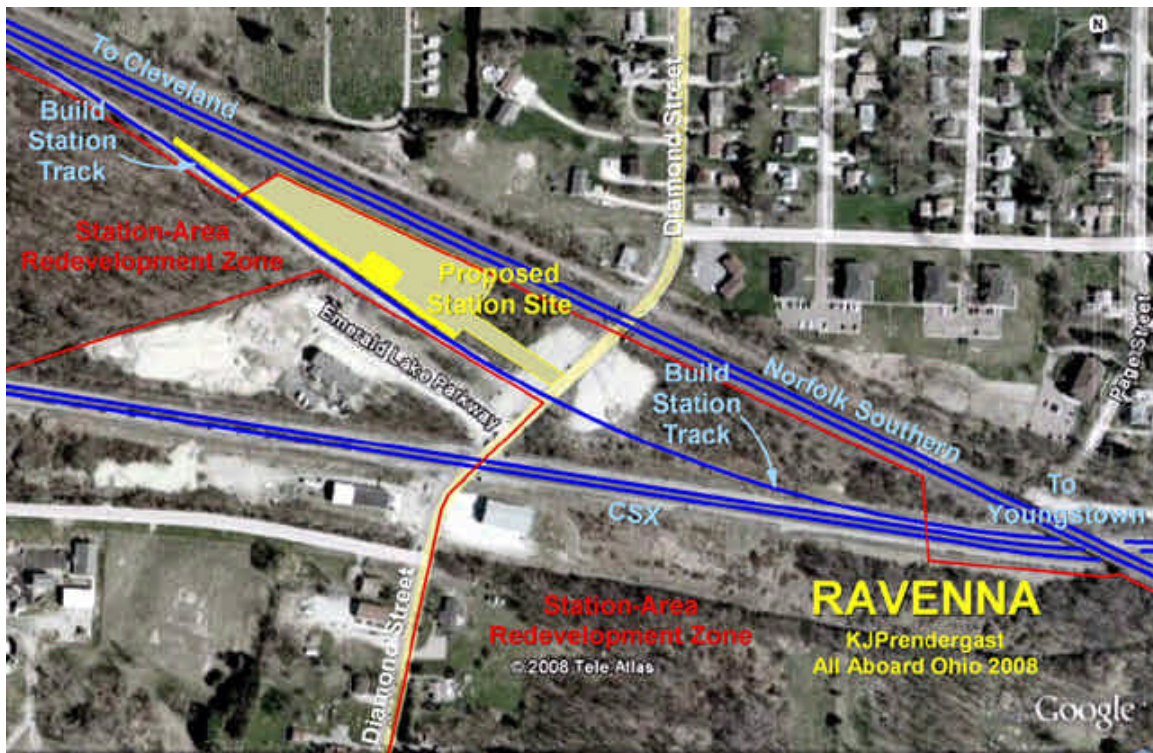 N
To Cleveland
Build
Station
Track
Diamond Street
Station-Area
Redevelopment Zone
Proposed
Station Site
Emerald Lake Parkway
Build
Station
Track
Norfolk Southern
Page Street
To
Youngstown
CSX
Diamond Street
Station-Area
Redevelopment Zone
© 2008 Tele Atlas
RAVENNA
KJPrendergast
All Aboard Ohio 2008
Google